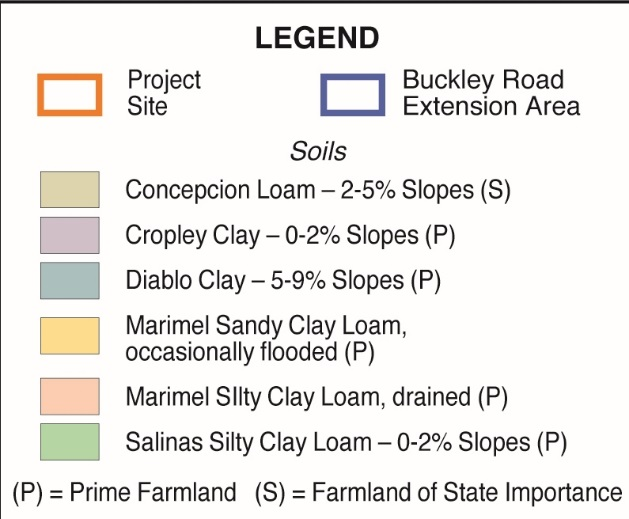 LEGEND
Project
Site
Buckley Road
Extension Area
Soils
Concepcion Loam – 2-5% Slopes (S)
Cropley Clay – 0-2% Slopes (P)
Diablo Clay – 5-9% Slopes (P)
Marimel Sandy Clay Loam,
occasionally flooded (P)
Marimel SIlty Clay Loam, drained (P)
Salinas Silty Clay Loam – 0-2% Slopes (P)
(P) = Prime Farmland (S) = Farmland of State Importance